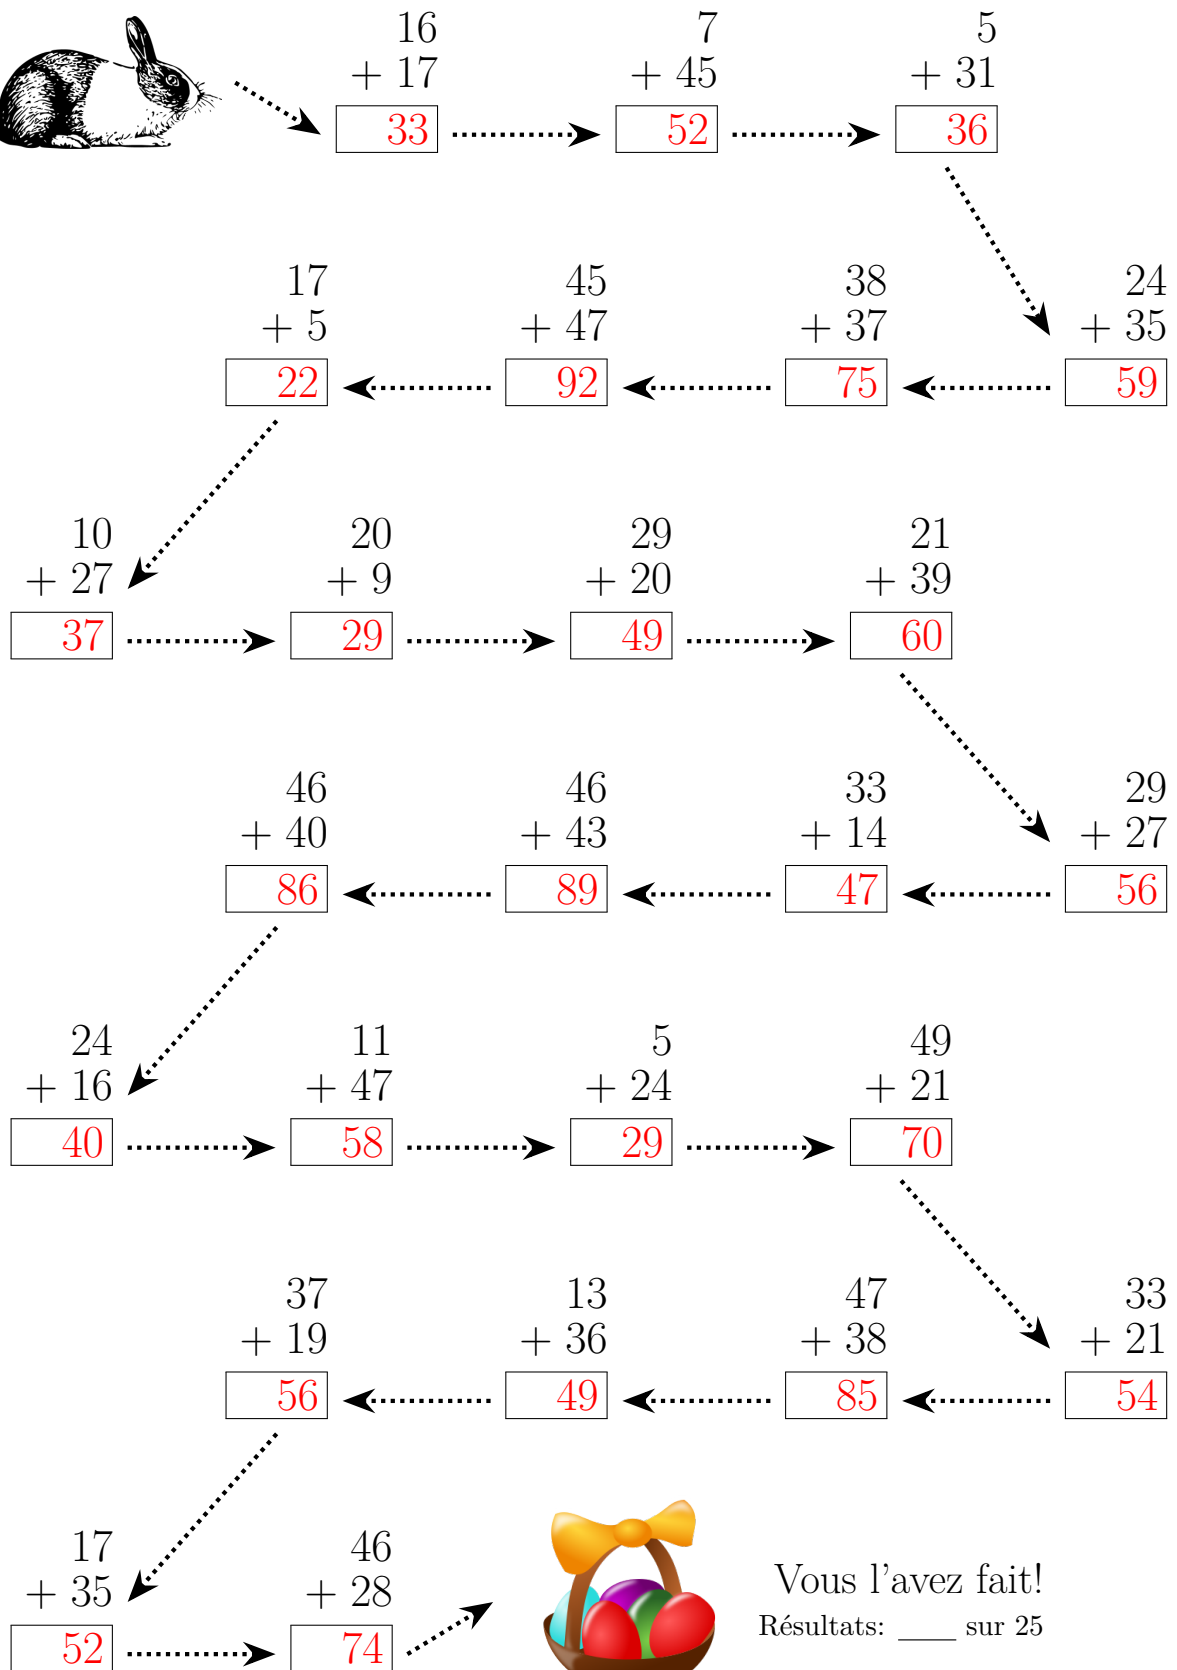 16 7 5
+ 17 + 45 + 31
33 52 36
17 45 38 24
+ 5 + 47 + 37 + 35
22 92 75 59
10 20 29 21
+ 27 + 9 + 20 + 39
37 29 49 60
46 46 33 29
+ 40 + 43 + 14 + 27
86 89 47 56
24 11 5 49
+ 16 + 47 + 24 + 21
40 58 29 70
37 13 47 33
+ 19 + 36 + 38 + 21
56 49 85 54
17 46
+ 35 + 28
52 74
Vous l'avez fait!
Résultats: ____ sur 25